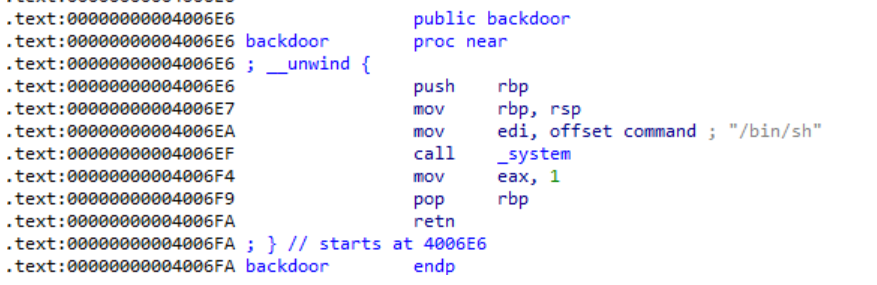 .text:00000000004006E6 public backdoor
.text:00000000004006E6 backdoor proc near
.text:00000000004006E6 ; __unwind {
.text:00000000004006E6 push rbp
.text:00000000004006E7 mov rbp, rsp
.text:00000000004006EA mov edi, offset command ; "/bin/sh"
.text:00000000004006EF call _system
.text:00000000004006F4 mov eax, 1
.text:00000000004006F9 pop rbp
.text:00000000004006FA retn
.text:00000000004006FA ; } // starts at 4006E6
.text:00000000004006FA backdoor endp